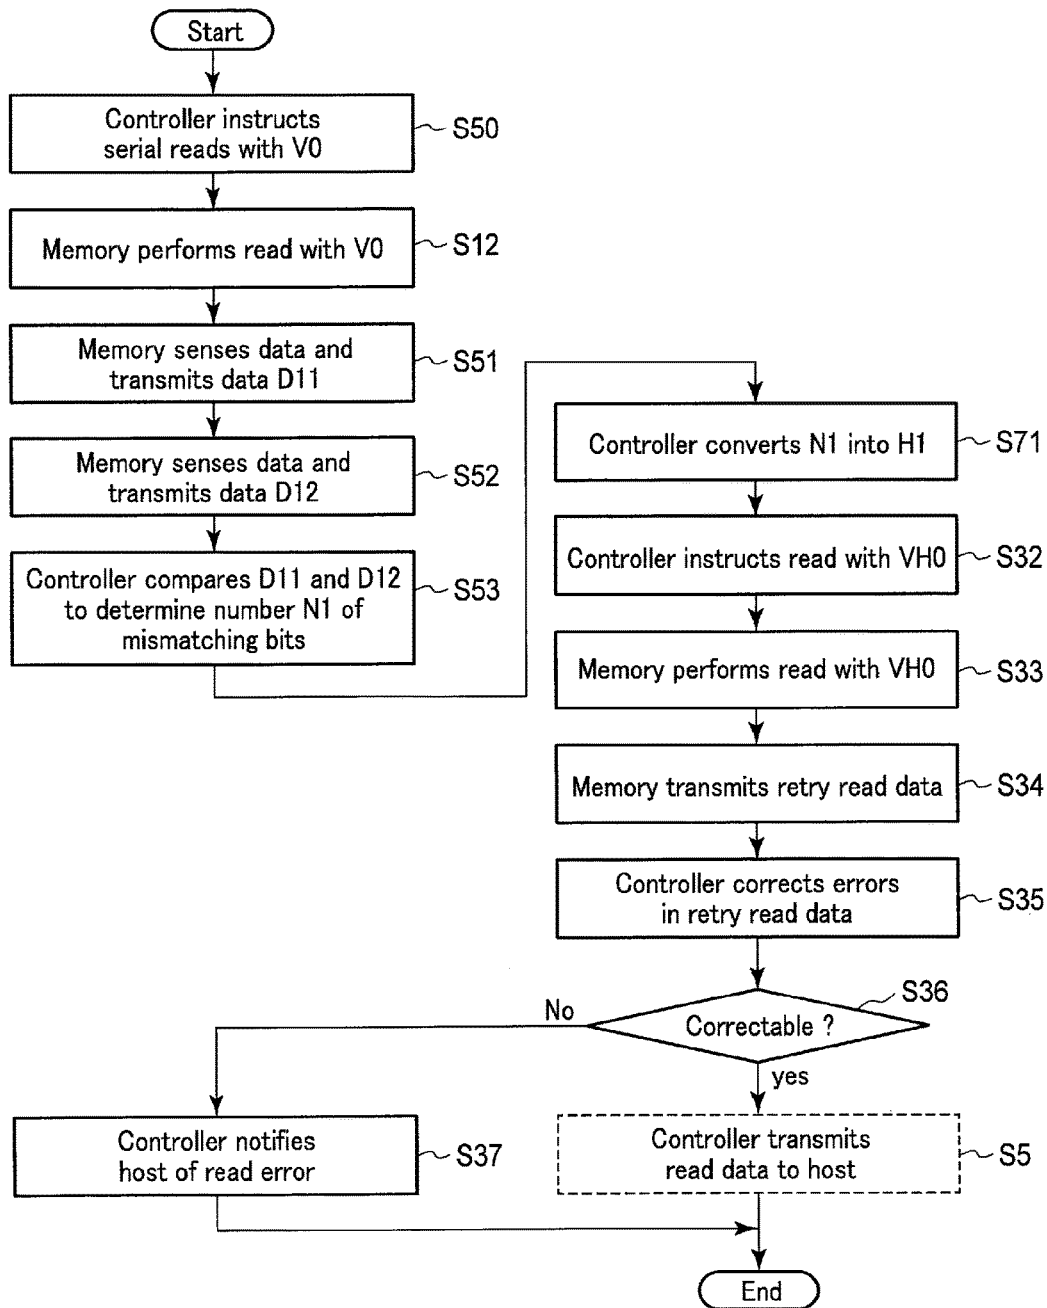 Start
Controller instructs
serial reads with V0
S50
Memory performs read with V0
S12
Memory senses data and
transmits data D11
S51
Memory senses data and
transmits data D12
S52
Controller compares D11 and D12
to determine number N1 of
mismatching bits
S53
Controller converts N1 into H1
S71
Controller instructs read with VH0
S32
Memory performs read with VH0
S33
Memory transmits retry read data
S34
Controller corrects errors
in retry read data
S35
Correctable ?
S36
No
yes
Controller notifies
host of read error
S37
Controller transmits
read data to host
S5
End